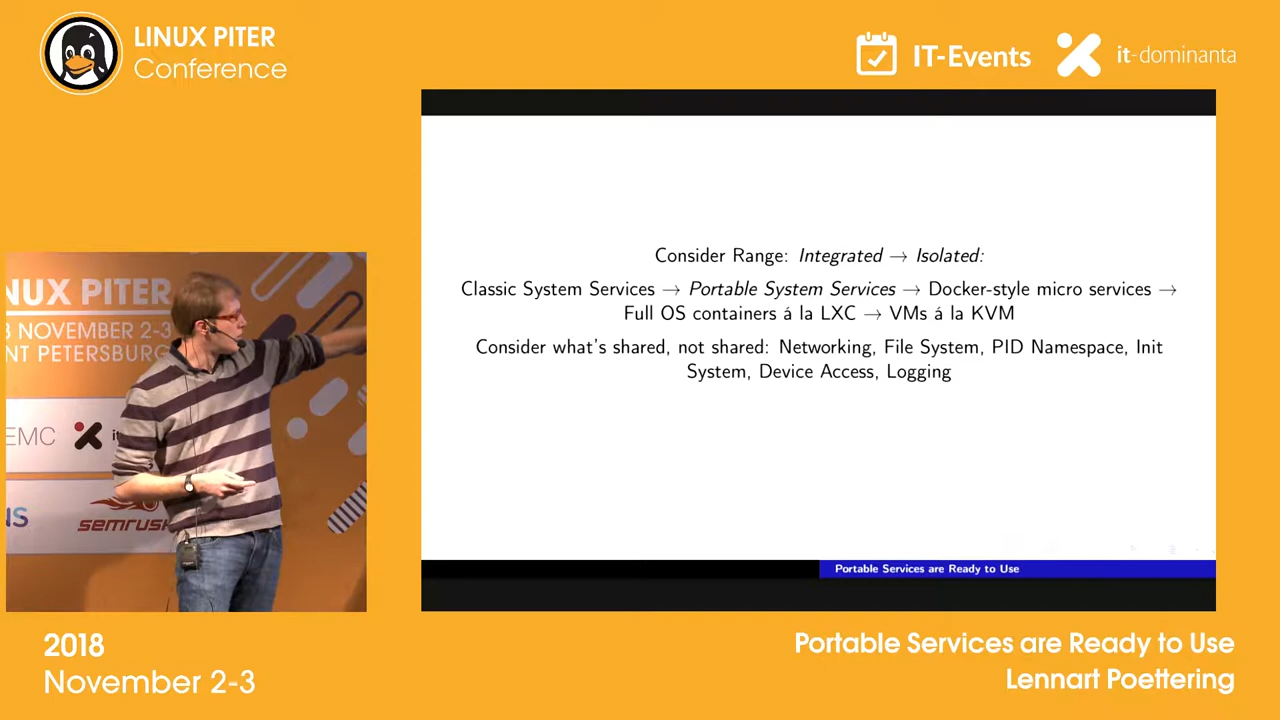 LINUX PITER
Conference
IT-Events
it-dominanta
NUX PITER
NOVEMBER 2-3
NT PETERSBURG
EMC
it
NS
semrush
Consider Range: Integrated → Isolated:
Classic System Services → Portable System Services → Docker-style micro services →
Full OS containers á la LXC → VMs á la KVM
Consider what's shared, not shared: Networking, File System, PID Namespace, Init
System, Device Access, Logging
Portable Services are Ready to Use
2018
November 2-3
Portable Services are Ready to Use
Lennart Poettering